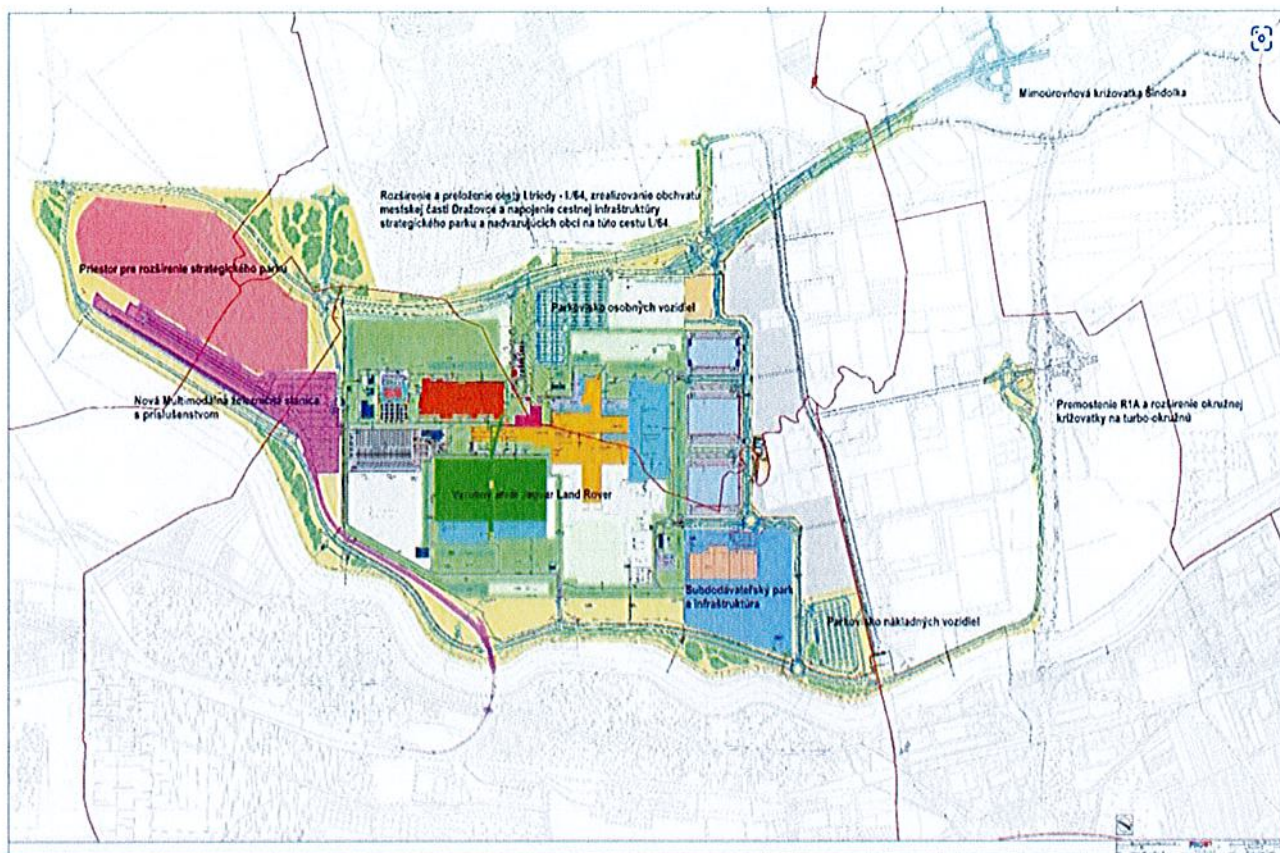 Mimoúrovňová križovatka Šindolka
Rozšírenie a preloženie cesty I.triedy - I./64, zrealizovanie obchvatu
mestskej časti Dražovce a napojenie cestnej infraštruktúry
strategického parku a nadväzujúcich obcí na túto cestu I./64.
Priestor pre rozšírenie strategického parku
Parkovisko osobných vozidiel
Nová Multimodálna železničná stanica
s príslušenstvom
Premostenie R1A a rozšírenie okružnej
križovatky na turbo-okružnú
Výrobný závod Jaguar Land Rover
Subdodávateľský park
a infraštruktúra
Parkovisko nákladných vozidiel